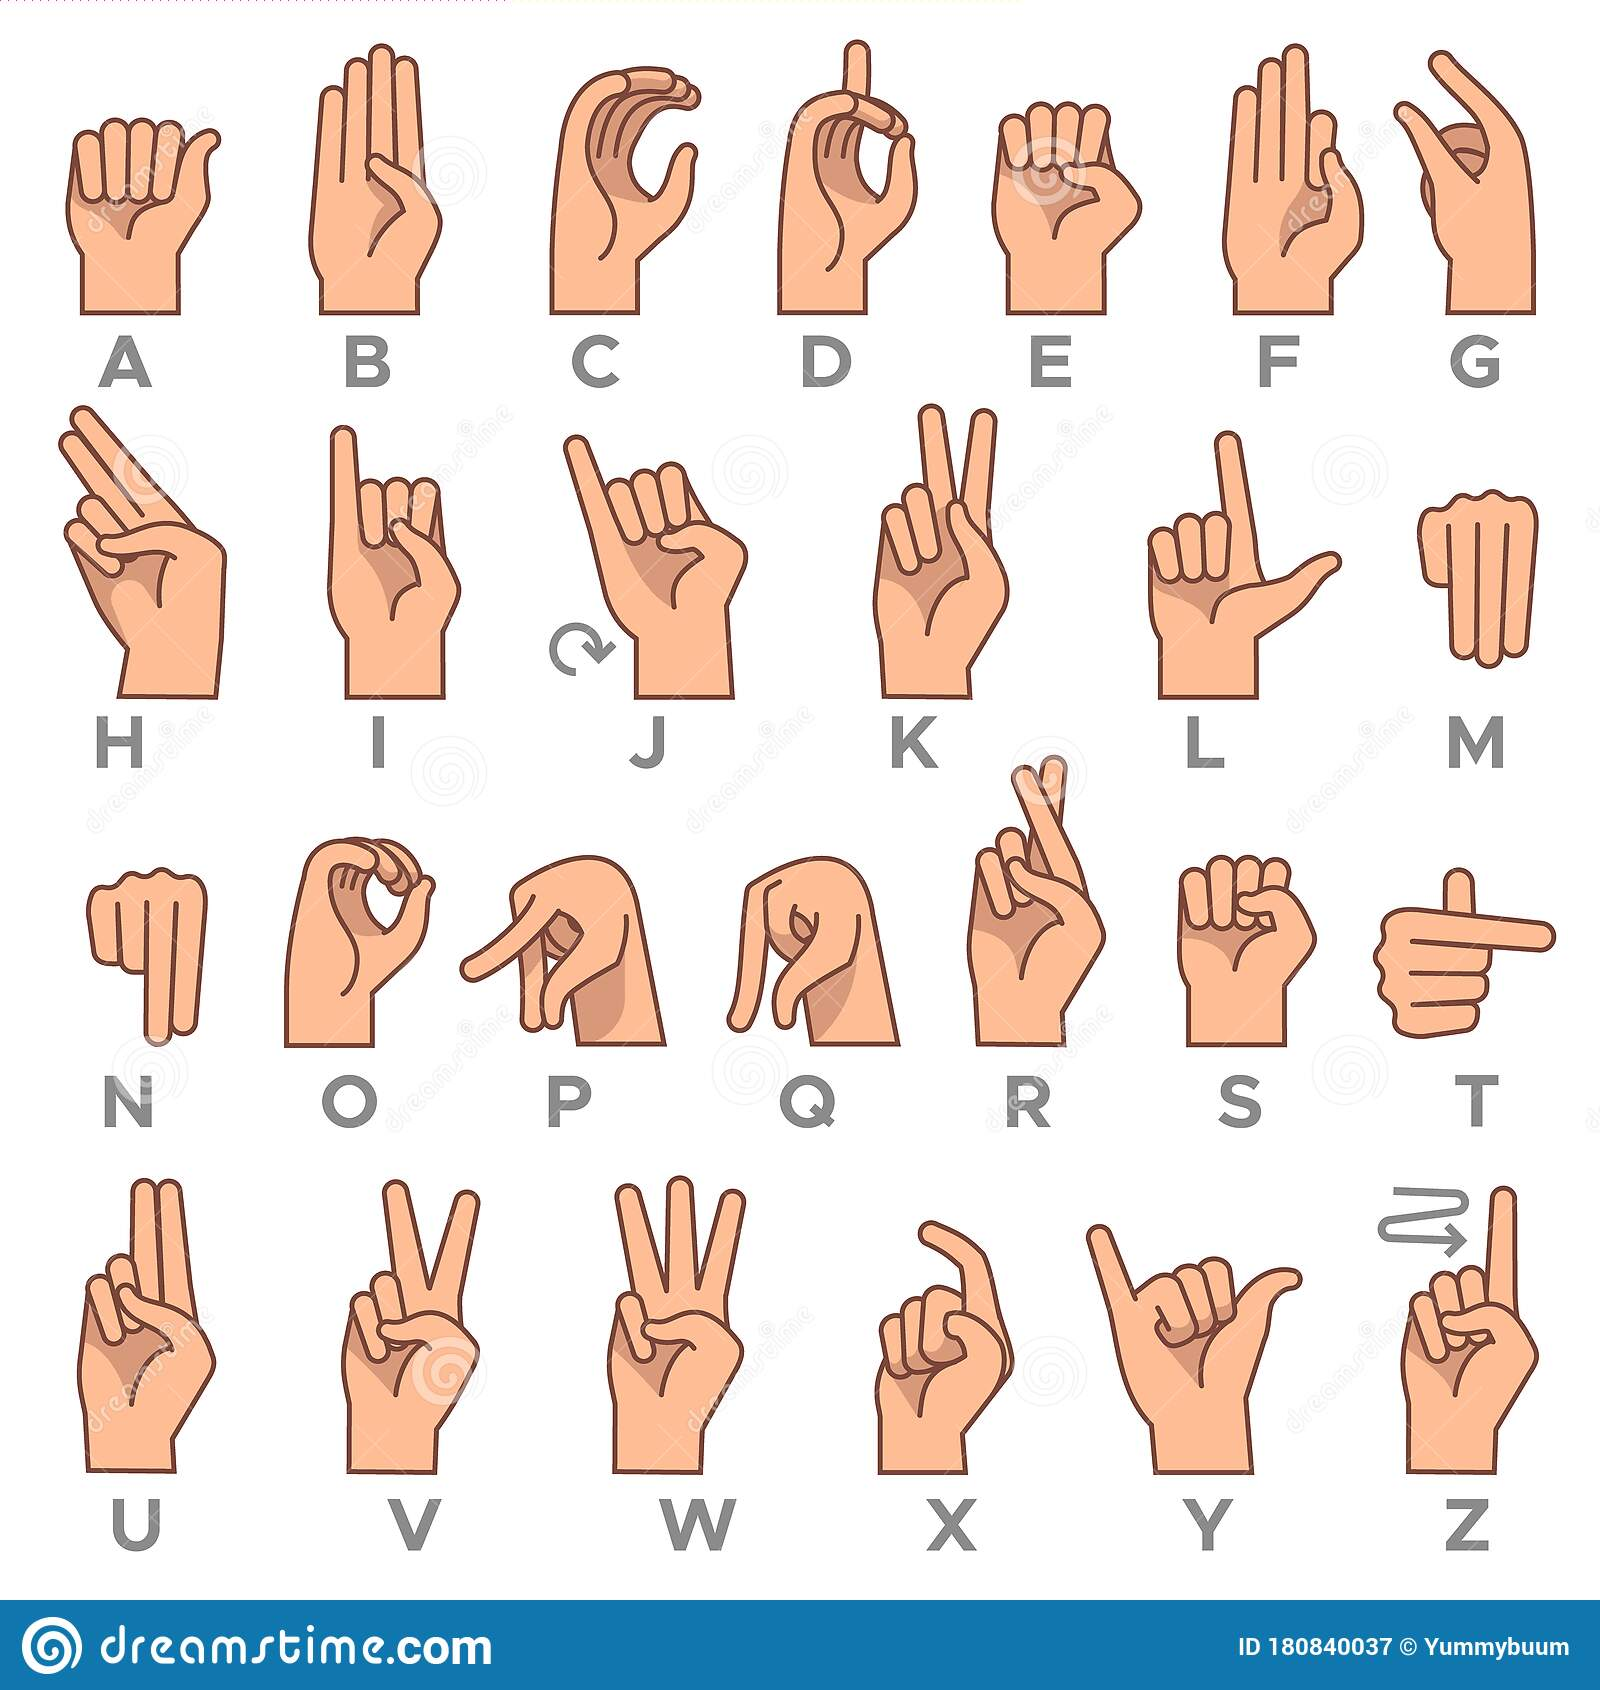 A B C D E F G
H I J K L M
N O P Q R S T
U V W X Y Z
dreamstime.com
ID 180840037 © Yummybuum